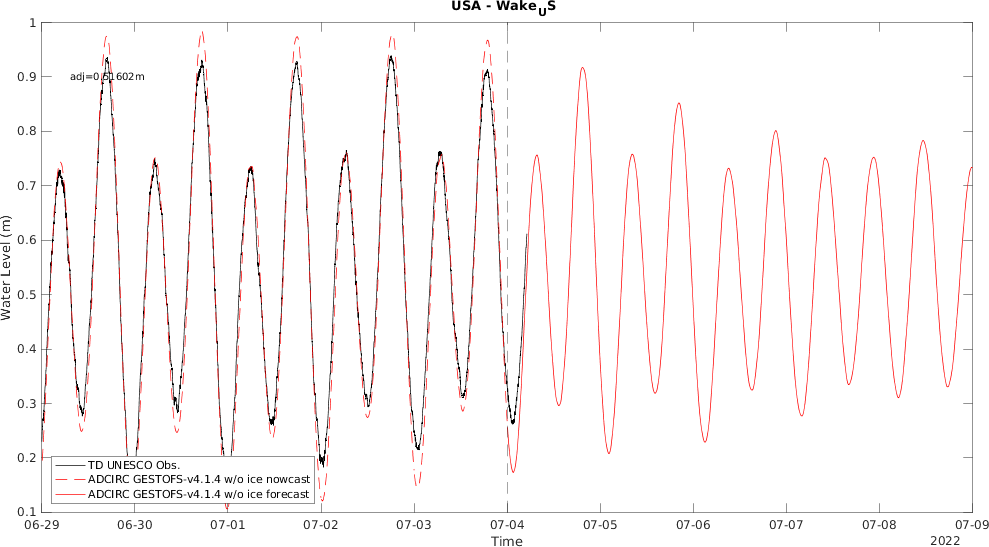 USA - Wake_US
1
0.9
0.8
0.7
0.6
0.5
0.4
0.3
0.2
0.1
adj=0.51602m
Water Level (m)
TD UNESCO Obs.
ADCIRC GESTOFS-v4.1.4 w/o ice nowcast
ADCIRC GESTOFS-v4.1.4 w/o ice forecast
06-29 06-30 07-01 07-02 07-03 07-04 07-05 07-06 07-07 07-08 07-09
Time
2022